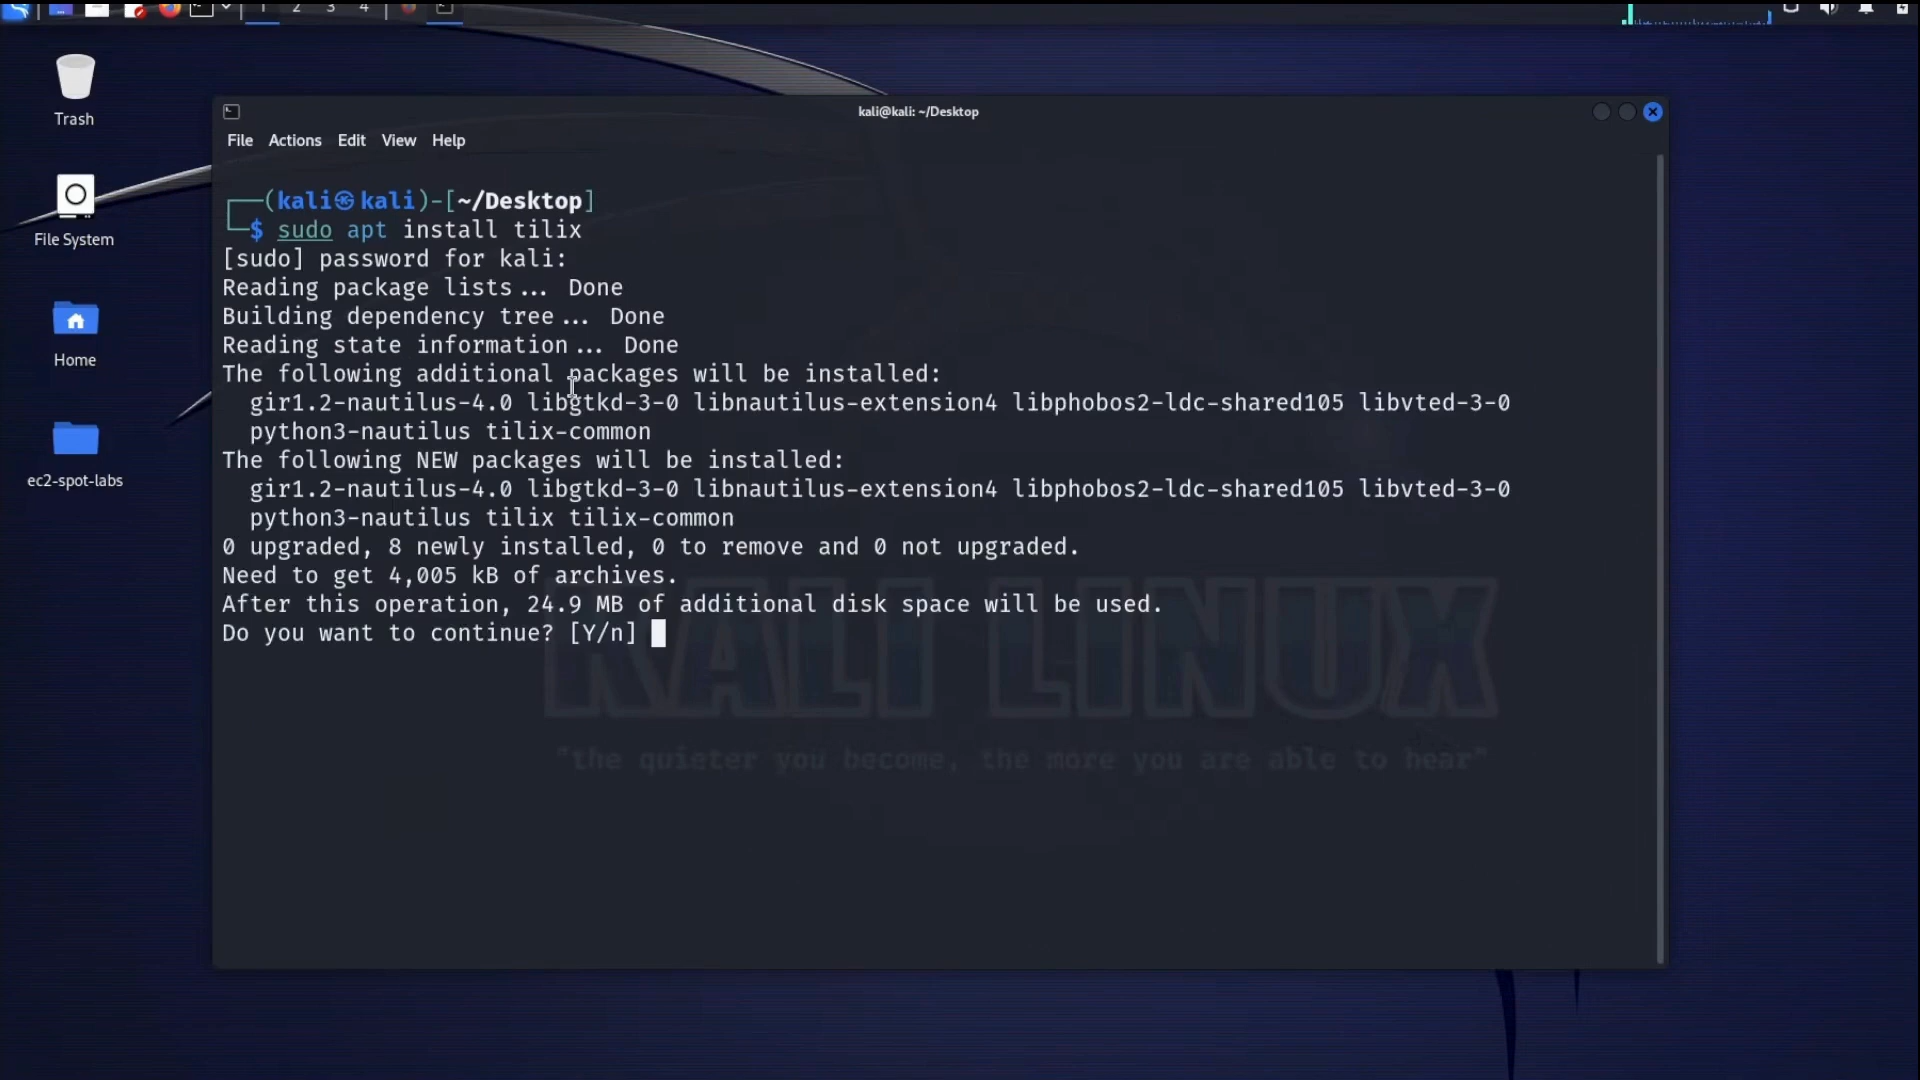 1 2 3 4
Trash
File System
Home
ec2-spot-labs
kali@kali: ~/Desktop
File Actions Edit View Help
┌──(kali㉿kali)-[~/Desktop]
└─$ sudo apt install tilix
[sudo] password for kali:
Reading package lists... Done
Building dependency tree... Done
Reading state information... Done
The following additional packages will be installed:
gir1.2-nautilus-4.0 libgtkd-3-0 libnautilus-extension4 libphobos2-ldc-shared105 libvted-3-0
python3-nautilus tilix-common
The following NEW packages will be installed:
gir1.2-nautilus-4.0 libgtkd-3-0 libnautilus-extension4 libphobos2-ldc-shared105 libvted-3-0
python3-nautilus tilix tilix-common
0 upgraded, 8 newly installed, 0 to remove and 0 not upgraded.
Need to get 4,005 kB of archives.
After this operation, 24.9 MB of additional disk space will be used.
Do you want to continue? [Y/n]
KALI LINUX
"the quieter you become, the more you are able to hear"